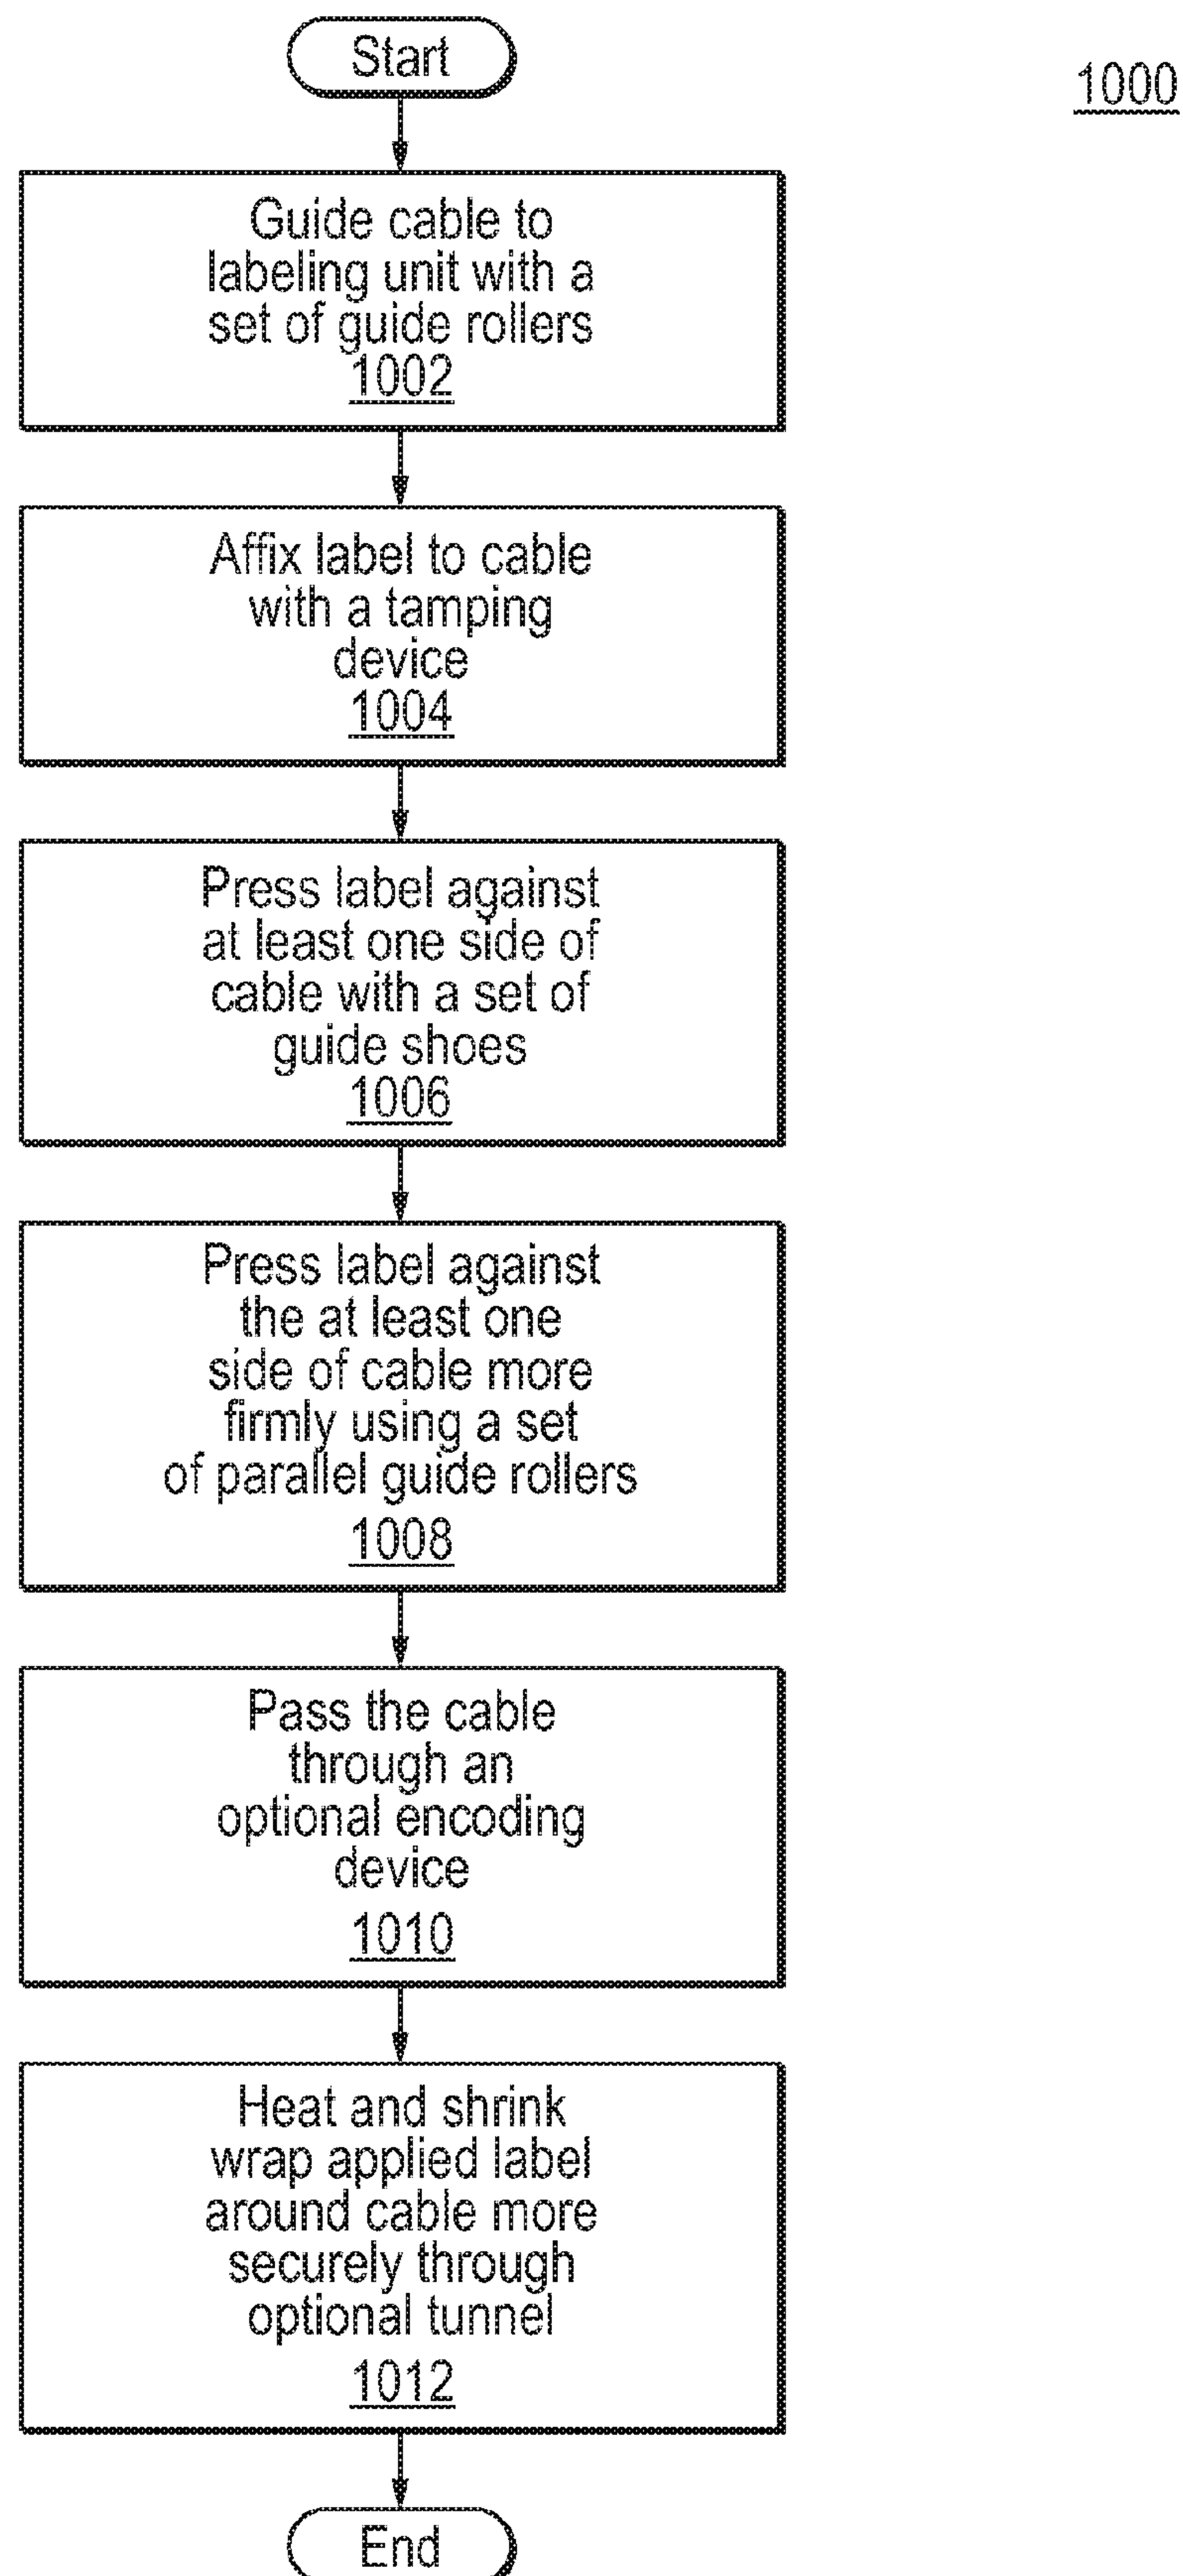 Start
1000
Guide cable to
labeling unit with a
set of guide rollers
1002
Affix label to cable
with a tamping
device
1004
Press label against
at least one side of
cable with a set of
guide shoes
1006
Press label against
the at least one
side of cable more
firmly using a set
of parallel guide rollers
1008
Pass the cable
through an
optional encoding
device
1010
Heat and shrink
wrap applied label
around cable more
securely through
optional tunnel
1012
End